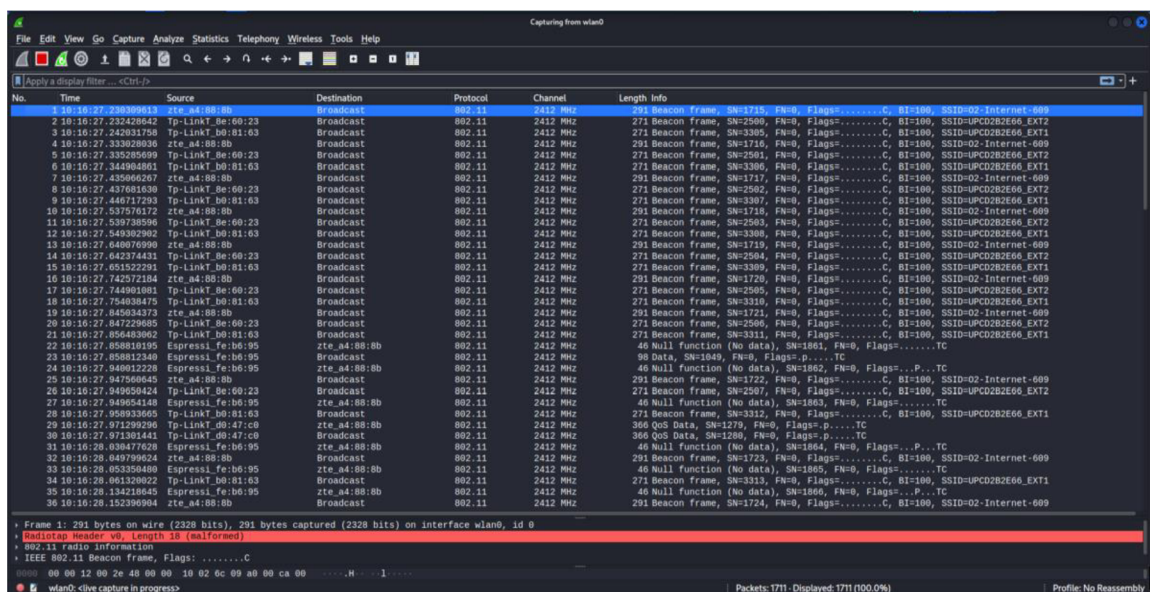 Capturing from wlan0
File Edit View Go Capture Analyze Statistics Telephony Wireless Tools Help
Apply a display filter ... <Ctrl-/>
No. Time Source Destination Protocol Channel Length Info
1 10:16:27.230309613 zte_a4:88:8b Broadcast 802.11 2412 MHz 291 Beacon frame, SN=1715, FN=0, Flags=........C, BI=100, SSID=O2-Internet-609
2 10:16:27.232428642 Tp-LinkT_8e:60:23 Broadcast 802.11 2412 MHz 271 Beacon frame, SN=2500, FN=0, Flags=........C, BI=100, SSID=UPCD2B2E66_EXT2
3 10:16:27.242031758 Tp-LinkT_b0:81:63 Broadcast 802.11 2412 MHz 271 Beacon frame, SN=3305, FN=0, Flags=........C, BI=100, SSID=UPCD2B2E66_EXT1
4 10:16:27.333028036 zte_a4:88:8b Broadcast 802.11 2412 MHz 291 Beacon frame, SN=1716, FN=0, Flags=........C, BI=100, SSID=O2-Internet-609
5 10:16:27.335285699 Tp-LinkT_8e:60:23 Broadcast 802.11 2412 MHz 271 Beacon frame, SN=2501, FN=0, Flags=........C, BI=100, SSID=UPCD2B2E66_EXT2
6 10:16:27.344904861 Tp-LinkT_b0:81:63 Broadcast 802.11 2412 MHz 271 Beacon frame, SN=3306, FN=0, Flags=........C, BI=100, SSID=UPCD2B2E66_EXT1
7 10:16:27.435066267 zte_a4:88:8b Broadcast 802.11 2412 MHz 291 Beacon frame, SN=1717, FN=0, Flags=........C, BI=100, SSID=O2-Internet-609
8 10:16:27.437681630 Tp-LinkT_8e:60:23 Broadcast 802.11 2412 MHz 271 Beacon frame, SN=2502, FN=0, Flags=........C, BI=100, SSID=UPCD2B2E66_EXT2
9 10:16:27.446717293 Tp-LinkT_b0:81:63 Broadcast 802.11 2412 MHz 271 Beacon frame, SN=3307, FN=0, Flags=........C, BI=100, SSID=UPCD2B2E66_EXT1
10 10:16:27.537576172 zte_a4:88:8b Broadcast 802.11 2412 MHz 291 Beacon frame, SN=1718, FN=0, Flags=........C, BI=100, SSID=O2-Internet-609
11 10:16:27.539738596 Tp-LinkT_8e:60:23 Broadcast 802.11 2412 MHz 271 Beacon frame, SN=2503, FN=0, Flags=........C, BI=100, SSID=UPCD2B2E66_EXT2
12 10:16:27.549302902 Tp-LinkT_b0:81:63 Broadcast 802.11 2412 MHz 271 Beacon frame, SN=3308, FN=0, Flags=........C, BI=100, SSID=UPCD2B2E66_EXT1
13 10:16:27.640076990 zte_a4:88:8b Broadcast 802.11 2412 MHz 291 Beacon frame, SN=1719, FN=0, Flags=........C, BI=100, SSID=O2-Internet-609
14 10:16:27.642374431 Tp-LinkT_8e:60:23 Broadcast 802.11 2412 MHz 271 Beacon frame, SN=2504, FN=0, Flags=........C, BI=100, SSID=UPCD2B2E66_EXT2
15 10:16:27.651522291 Tp-LinkT_b0:81:63 Broadcast 802.11 2412 MHz 271 Beacon frame, SN=3309, FN=0, Flags=........C, BI=100, SSID=UPCD2B2E66_EXT1
16 10:16:27.742572184 zte_a4:88:8b Broadcast 802.11 2412 MHz 291 Beacon frame, SN=1720, FN=0, Flags=........C, BI=100, SSID=O2-Internet-609
17 10:16:27.744901081 Tp-LinkT_8e:60:23 Broadcast 802.11 2412 MHz 271 Beacon frame, SN=2505, FN=0, Flags=........C, BI=100, SSID=UPCD2B2E66_EXT2
18 10:16:27.754038475 Tp-LinkT_b0:81:63 Broadcast 802.11 2412 MHz 271 Beacon frame, SN=3310, FN=0, Flags=........C, BI=100, SSID=UPCD2B2E66_EXT1
19 10:16:27.845034373 zte_a4:88:8b Broadcast 802.11 2412 MHz 291 Beacon frame, SN=1721, FN=0, Flags=........C, BI=100, SSID=O2-Internet-609
20 10:16:27.847229685 Tp-LinkT_8e:60:23 Broadcast 802.11 2412 MHz 271 Beacon frame, SN=2506, FN=0, Flags=........C, BI=100, SSID=UPCD2B2E66_EXT2
21 10:16:27.856483062 Tp-LinkT_b0:81:63 Broadcast 802.11 2412 MHz 271 Beacon frame, SN=3311, FN=0, Flags=........C, BI=100, SSID=UPCD2B2E66_EXT1
22 10:16:27.858810195 Espressi_fe:b6:95 zte_a4:88:8b 802.11 2412 MHz 46 Null function (No data), SN=1861, FN=0, Flags=.......TC
23 10:16:27.858812340 Espressi_fe:b6:95 Broadcast 802.11 2412 MHz 98 Data, SN=1049, FN=0, Flags=.p.....TC
24 10:16:27.940012228 Espressi_fe:b6:95 zte_a4:88:8b 802.11 2412 MHz 46 Null function (No data), SN=1862, FN=0, Flags=...P...TC
25 10:16:27.947560645 zte_a4:88:8b Broadcast 802.11 2412 MHz 291 Beacon frame, SN=1722, FN=0, Flags=........C, BI=100, SSID=O2-Internet-609
26 10:16:27.949650424 Tp-LinkT_8e:60:23 Broadcast 802.11 2412 MHz 271 Beacon frame, SN=2507, FN=0, Flags=........C, BI=100, SSID=UPCD2B2E66_EXT2
27 10:16:27.949654148 Espressi_fe:b6:95 zte_a4:88:8b 802.11 2412 MHz 46 Null function (No data), SN=1863, FN=0, Flags=.......TC
28 10:16:27.958933665 Tp-LinkT_b0:81:63 Broadcast 802.11 2412 MHz 271 Beacon frame, SN=3312, FN=0, Flags=........C, BI=100, SSID=UPCD2B2E66_EXT1
29 10:16:27.971299296 Tp-LinkT_d0:47:c0 Broadcast 802.11 2412 MHz 366 QoS Data, SN=1279, FN=0, Flags=.p.....TC
30 10:16:27.971301441 Tp-LinkT_d0:47:c0 Broadcast 802.11 2412 MHz 366 QoS Data, SN=1280, FN=0, Flags=.p.....TC
31 10:16:28.030477628 Espressi_fe:b6:95 zte_a4:88:8b 802.11 2412 MHz 46 Null function (No data), SN=1864, FN=0, Flags=...P...TC
32 10:16:28.049799624 zte_a4:88:8b Broadcast 802.11 2412 MHz 291 Beacon frame, SN=1723, FN=0, Flags=........C, BI=100, SSID=O2-Internet-609
33 10:16:28.053350480 Espressi_fe:b6:95 zte_a4:88:8b 802.11 2412 MHz 46 Null function (No data), SN=1865, FN=0, Flags=.......TC
34 10:16:28.061320022 Tp-LinkT_b0:81:63 Broadcast 802.11 2412 MHz 271 Beacon frame, SN=3313, FN=0, Flags=........C, BI=100, SSID=UPCD2B2E66_EXT1
35 10:16:28.134218645 Espressi_fe:b6:95 zte_a4:88:8b 802.11 2412 MHz 46 Null function (No data), SN=1866, FN=0, Flags=...P...TC
36 10:16:28.152396904 zte_a4:88:8b Broadcast 802.11 2412 MHz 291 Beacon frame, SN=1724, FN=0, Flags=........C, BI=100, SSID=O2-Internet-609
Frame 1: 291 bytes on wire (2328 bits), 291 bytes captured (2328 bits) on interface wlan0, id 0
Radiotap Header v0, Length 18 (malformed)
802.11 radio information
IEEE 802.11 Beacon frame, Flags: ........C
0000 00 00 12 00 2e 48 00 00 10 02 6c 09 a0 00 ca 00 ·····.H·· ··l·····
wlan0: <live capture in progress> Packets: 1711 · Displayed: 1711 (100.0%) Profile: No Reassembly